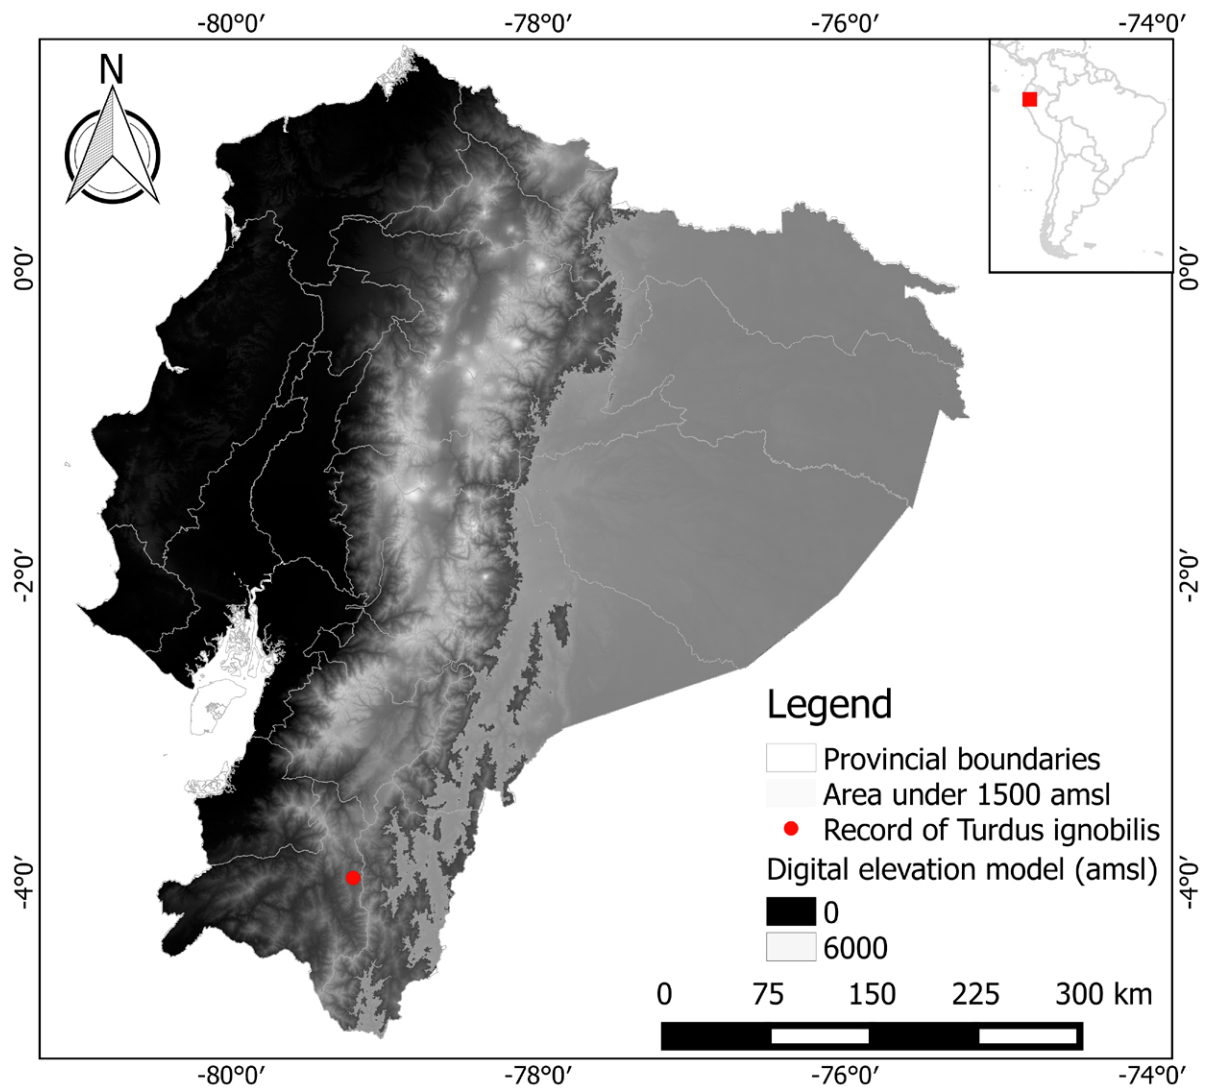 -80°0′ -78°0′ -76°0′ -74°0′
N
0°0′ 0°0′
-2°0′ -2°0′
Legend
Provincial boundaries
Area under 1500 amsl
Record of Turdus ignobilis
Digital elevation model (amsl)
-4°0′ -4°0′
0
6000
0 75 150 225 300 km
-80°0′ -78°0′ -76°0′ -74°0′